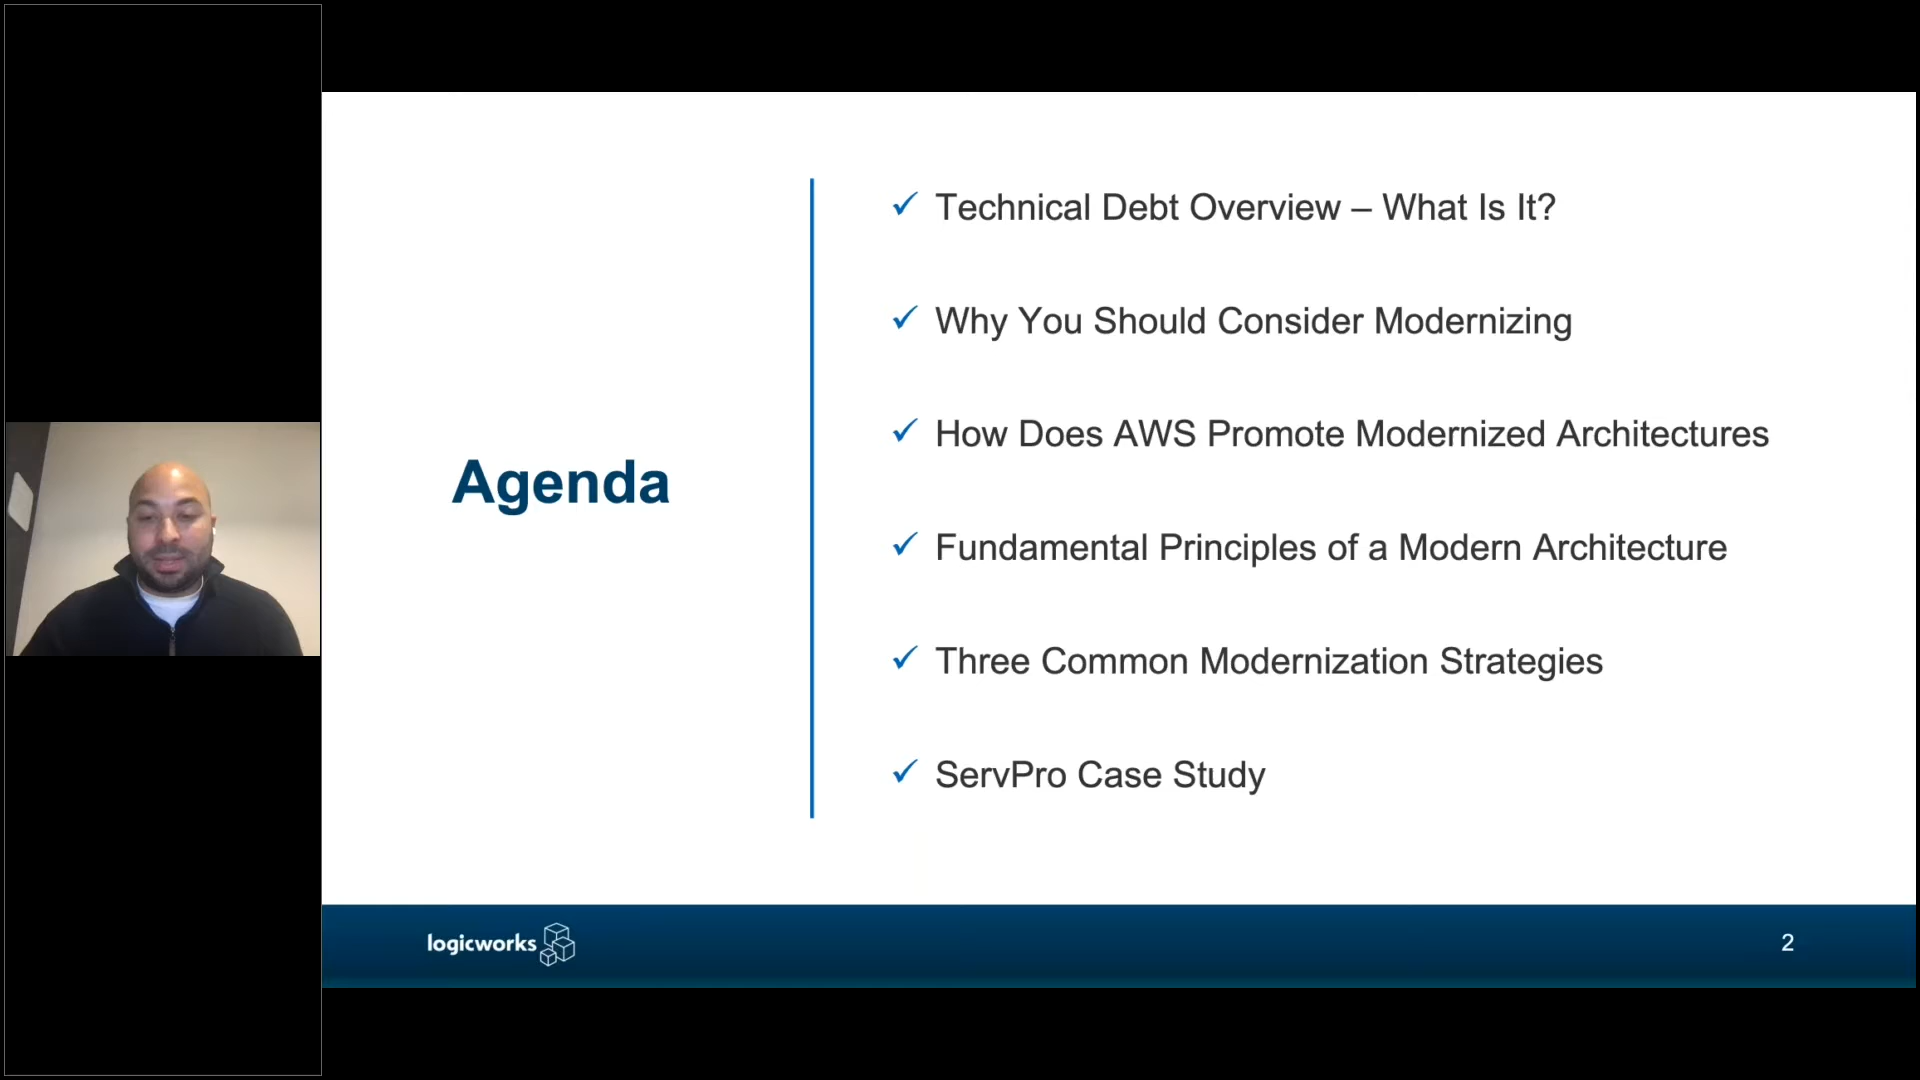 Agenda
Technical Debt Overview – What Is It?
Why You Should Consider Modernizing
How Does AWS Promote Modernized Architectures
Fundamental Principles of a Modern Architecture
Three Common Modernization Strategies
ServPro Case Study
logicworks
2